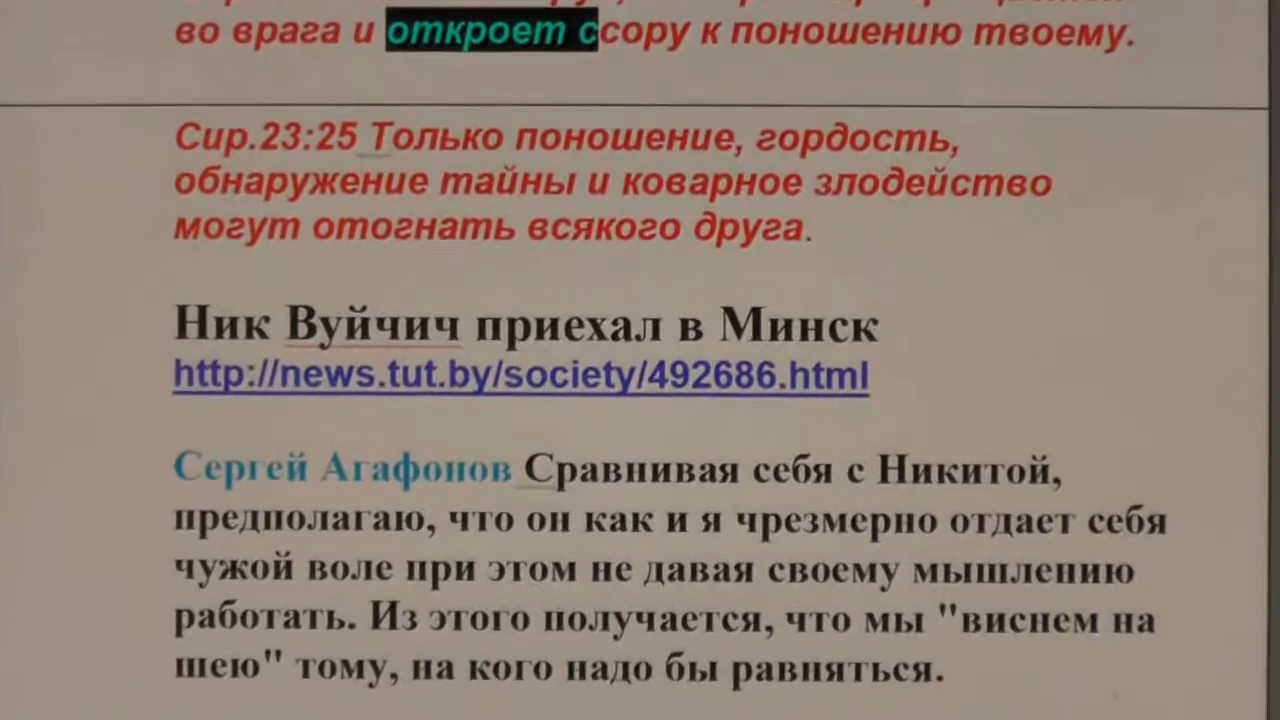 во врага и откроет ссору к поношению твоему.
Сир.23:25 Только поношение, гордость,
обнаружение тайны и коварное злодейство
могут отогнать всякого друга.
Ник Вуйчич приехал в Минск
http://news.tut.by/society/492686.html
Сергей Агафонов Сравнивая себя с Никитой,
предполагаю, что он как и я чрезмерно отдает себя
чужой воле при этом не давая своему мышлению
работать. Из этого получается, что мы "виснем на
шею" тому, на кого надо бы равняться.